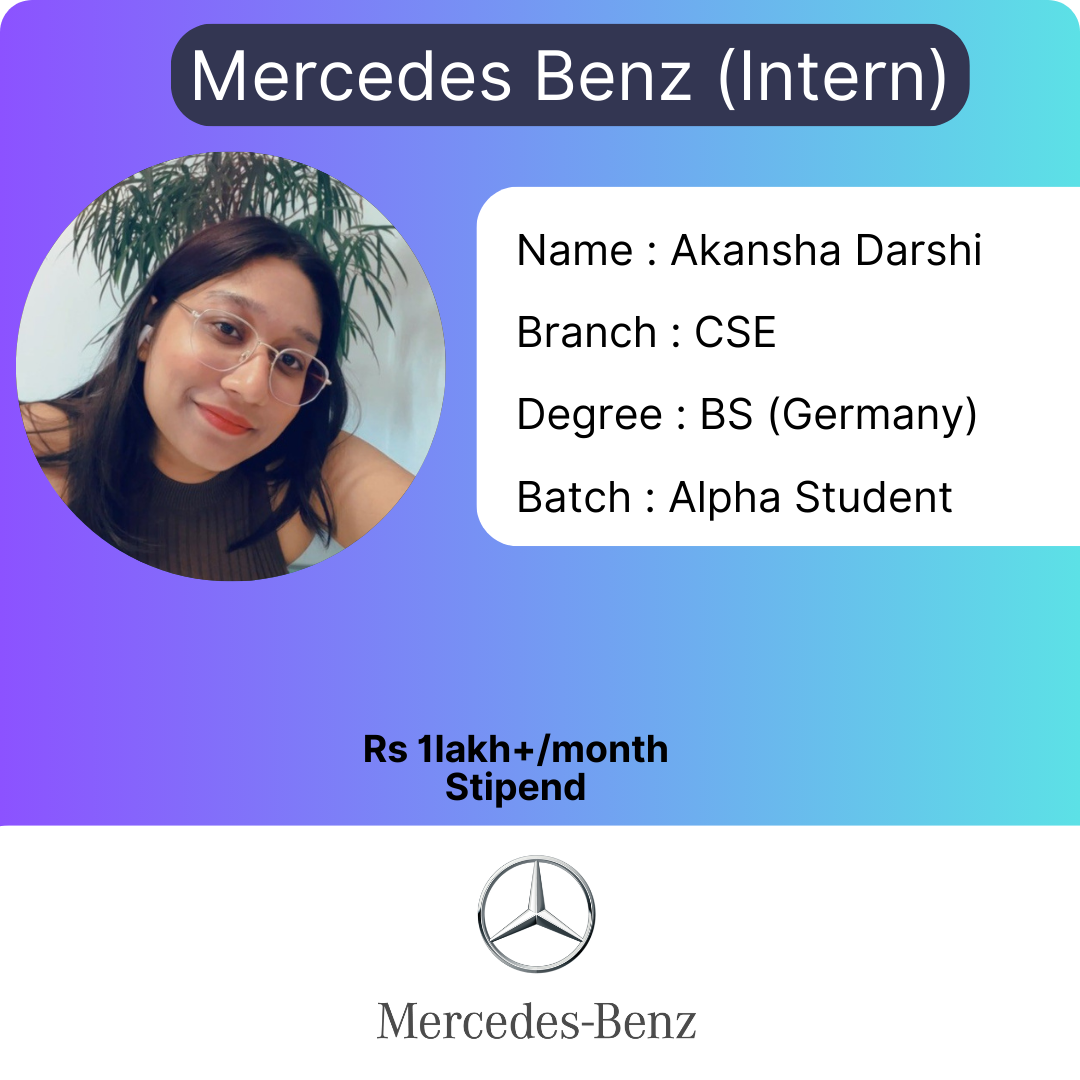 Mercedes Benz (Intern)
Name : Akansha Darshi
Branch : CSE
Degree : BS (Germany)
Batch : Alpha Student
Rs 1lakh+/month
Stipend
Mercedes-Benz